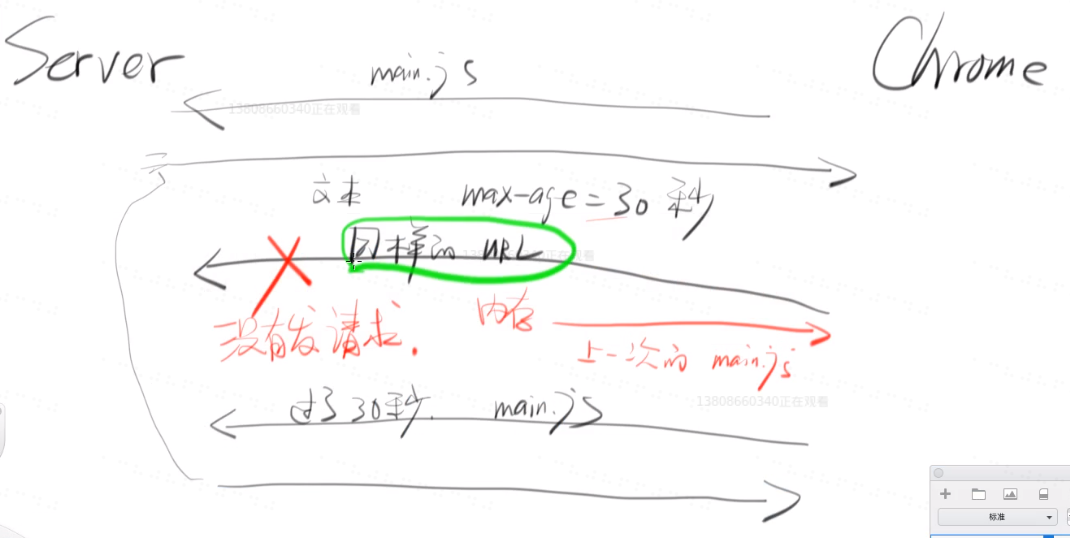 Server
Chrome
main.js
13808660340正在观看
文本 max-age=30秒
同样的 URL
没有发请求.
内存
上一次的 main.js
13808660340正在观看
过了30秒. main.js
标准